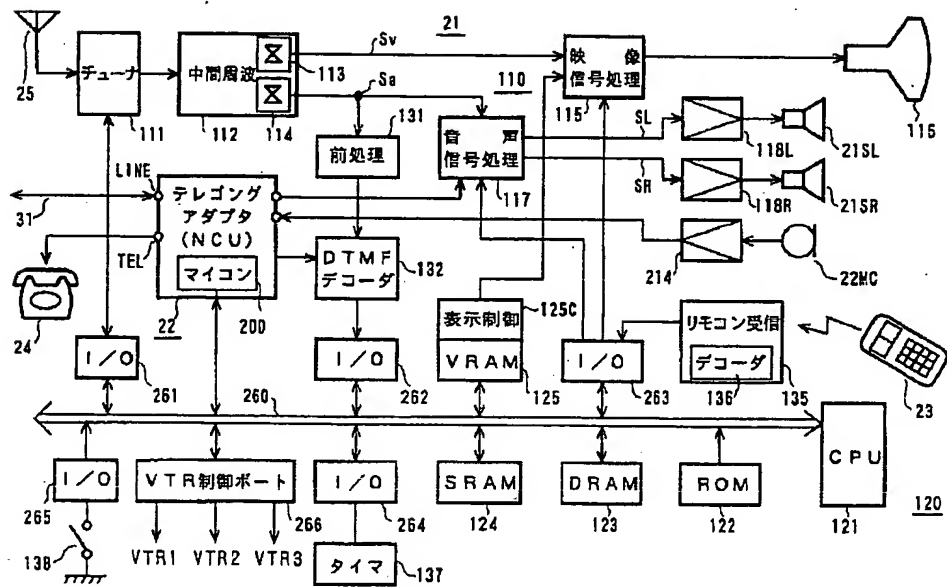 25
チューナ
111
中間周波
112
113
114
Sv
Sa
21
110
映像
信号処理
115
116
131
前処理
音声
信号処理
117
SL
SR
118L
118R
21SL
21SR
LINE
31
テレゴング
アダプタ
(NCU)
マイコン
TEL
24
22
200
DTMF
デコーダ
132
214
22MC
表示制御
125C
VRAM
125
リモコン受信
デコーダ
136
135
23
I/O
261
I/O
262
I/O
263
260
CPU
121
120
I/O
265
VTR制御ポート
266
I/O
264
SRAM
124
DRAM
123
ROM
122
138
VTR1
VTR2
VTR3
タイマ
137